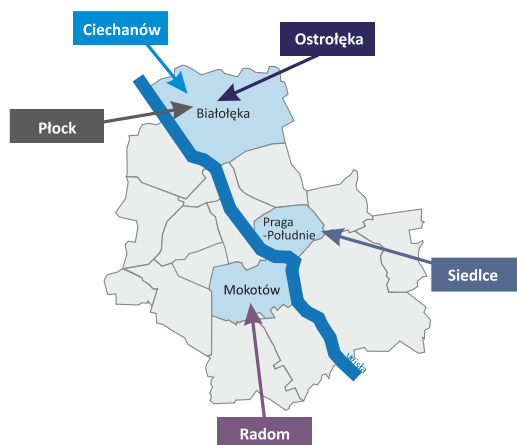 Ciechanów
Ostrołęka
Białołęka
Płock
Praga
-Południe
Siedlce
Mokotów
Wisła
Radom